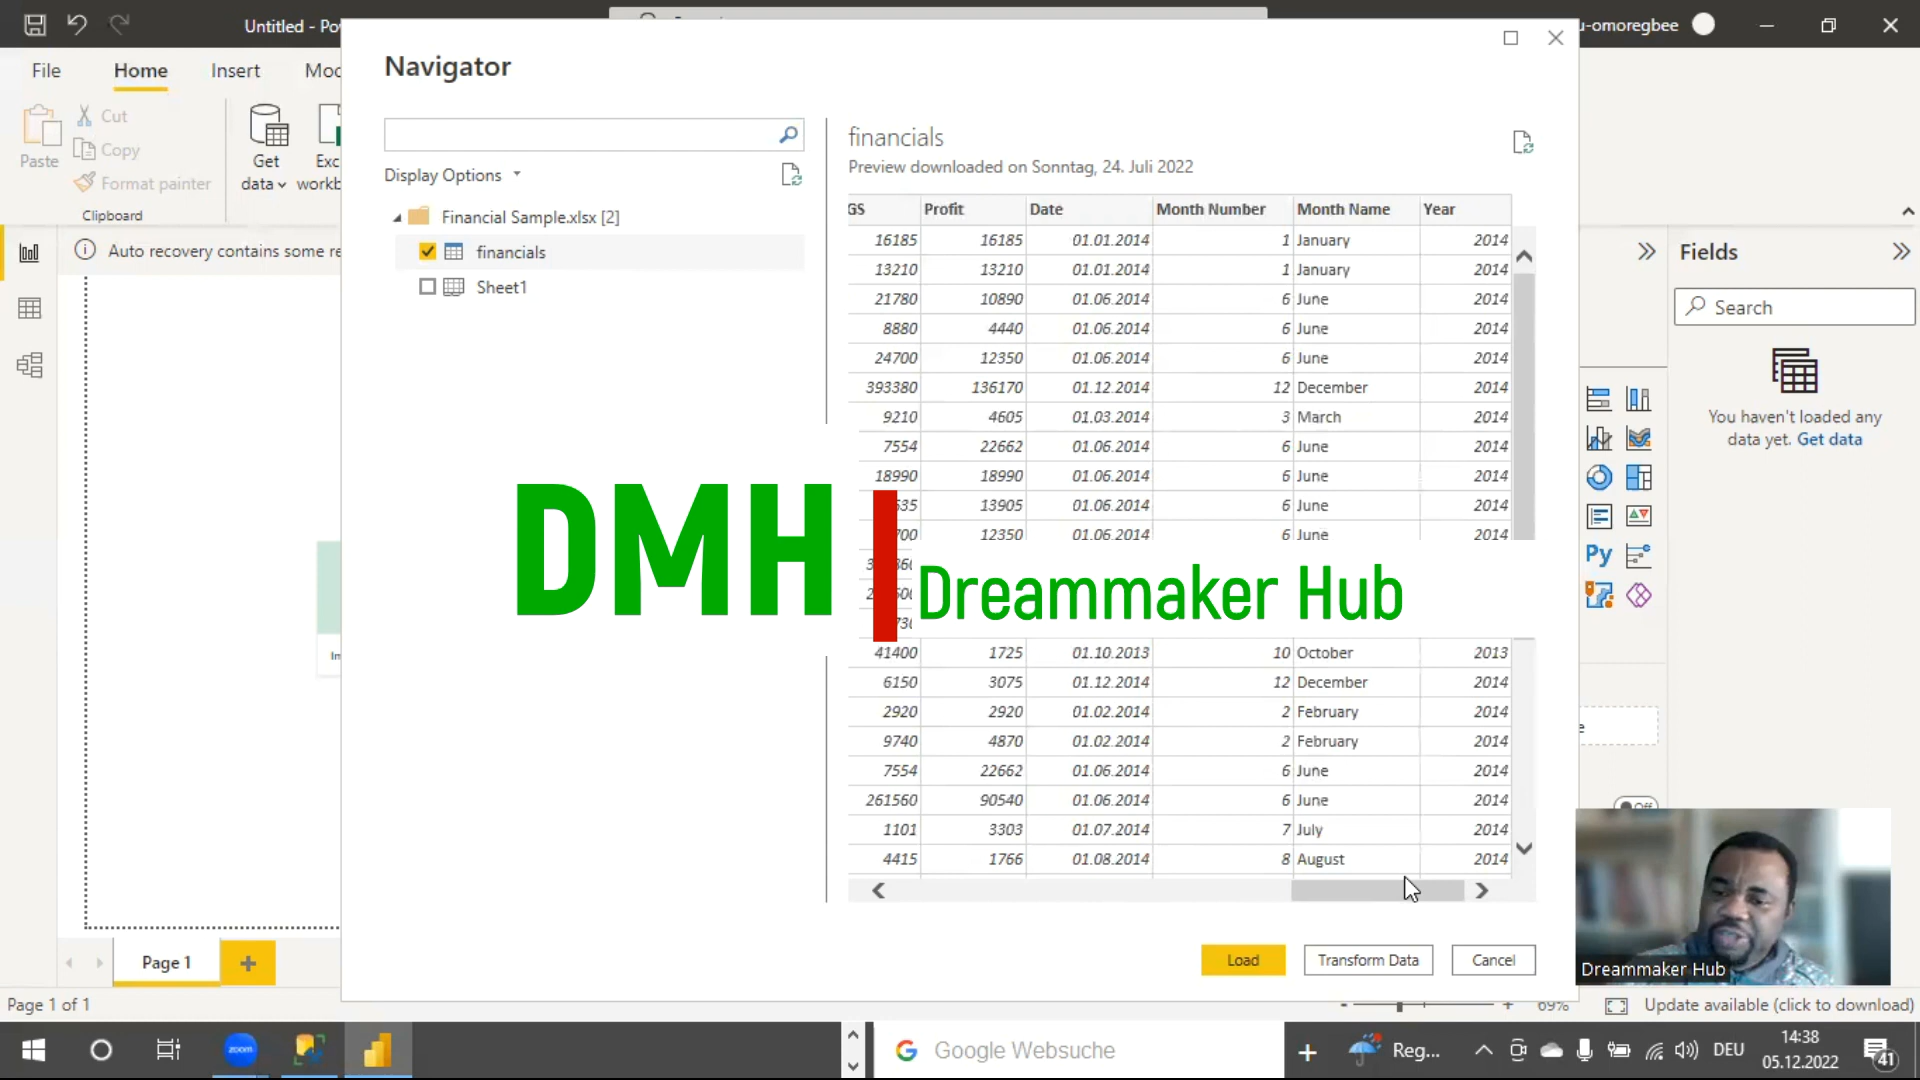 Untitled - Po
u-omoregbee
File
Home
Insert
Mod
Paste
Cut
Copy
Format painter
Clipboard
Get
data
Exc
workb
Auto recovery contains some re
Navigator
Display Options
Financial Sample.xlsx [2]
financials
Sheet1
financials
Preview downloaded on Sonntag, 24. Juli 2022
GS Profit Date Month Number Month Name Year
16185 16185 01.01.2014 1 January 2014
13210 13210 01.01.2014 1 January 2014
21780 10890 01.06.2014 6 June 2014
8880 4440 01.06.2014 6 June 2014
24700 12350 01.06.2014 6 June 2014
393380 136170 01.12.2014 12 December 2014
9210 4605 01.03.2014 3 March 2014
7554 22662 01.06.2014 6 June 2014
18990 18990 01.06.2014 6 June 2014
635 13905 01.06.2014 6 June 2014
700 12350 01.06.2014 6 June 2014
DMH
Dreammaker Hub
41400 1725 01.10.2013 10 October 2013
6150 3075 01.12.2014 12 December 2014
2920 2920 01.02.2014 2 February 2014
9740 4870 01.02.2014 2 February 2014
7554 22662 01.06.2014 6 June 2014
261560 90540 01.06.2014 6 June 2014
1101 3303 01.07.2014 7 July 2014
4415 1766 01.08.2014 8 August 2014
Load
Transform Data
Cancel
Fields
Search
You haven't loaded any
data yet. Get data
Py
Off
Dreammaker Hub
Page 1
Page 1 of 1
69%
Update available (click to download)
zoom
Google Websuche
Reg...
DEU
14:38
05.12.2022
41